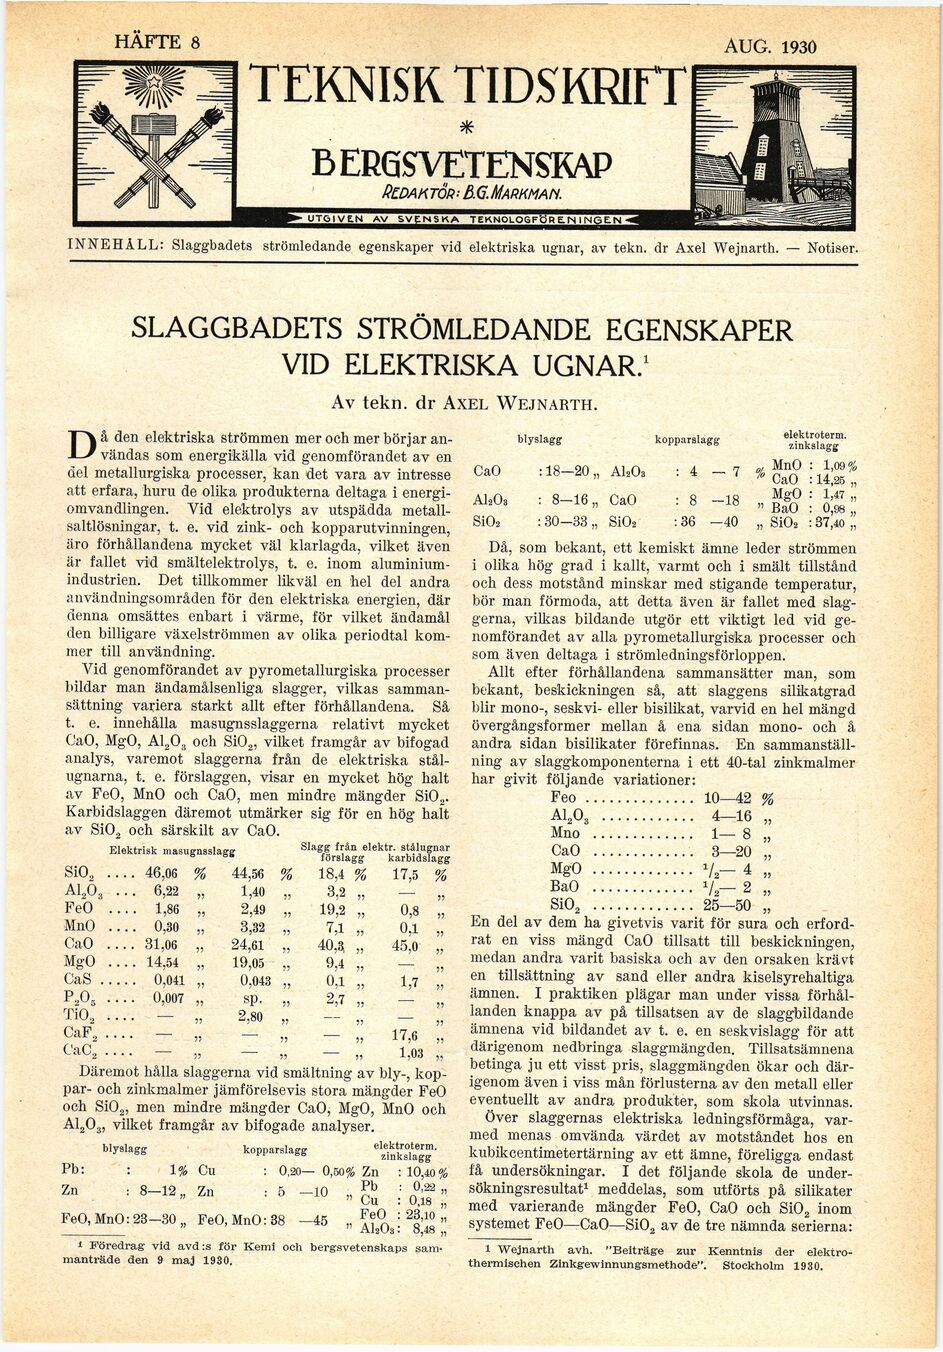 HÄFTE 8
AUG. 1930
TEKNISK TIDSKRIFT
*
BERGSVETENSKAP
REDAKTÖR: B.G. MARKMAN.
UTGIVEN AV SVENSKA TEKNOLOGFÖRENINGEN
INNEHÅLL: Slaggbadets strömledande egenskaper vid elektriska ugnar, av tekn. dr Axel Wejnarth. — Notiser.
SLAGGBADETS STRÖMLEDANDE EGENSKAPER
VID ELEKTRISKA UGNAR.¹
Av tekn. dr AXEL WEJNARTH.
Då den elektriska strömmen mer och mer börjar an-
vändas som energikälla vid genomförandet av en
del metallurgiska processer, kan det vara av intresse
att erfara, huru de olika produkterna deltaga i energi-
omvandlingen. Vid elektrolys av utspädda metall-
saltlösningar, t. e. vid zink- och kopparutvinningen,
äro förhållandena mycket väl klarlagda, vilket även
är fallet vid smältelektrolys, t. e. inom aluminium-
industrien. Det tillkommer likväl en hel del andra
användningsområden för den elektriska energien, där
denna omsättes enbart i värme, för vilket ändamål
den billigare växelströmmen av olika periodtal kom-
mer till användning.
Vid genomförandet av pyrometallurgiska processer
bildar man ändamålsenliga slagger, vilkas samman-
sättning variera starkt allt efter förhållandena. Så
t. e. innehålla masugnsslaggerna relativt mycket
CaO, MgO, Al₂O₃ och SiO₂, vilket framgår av bifogad
analys, varemot slaggerna från de elektriska stål-
ugnarna, t. e. förslaggen, visar en mycket hög halt
av FeO, MnO och CaO, men mindre mängder SiO₂.
Karbidslaggen däremot utmärker sig för en hög halt
av SiO₂ och särskilt av CaO.
Elektrisk masugnsslagg Slagg från elektr. stålugnar
förslagg karbidslagg
SiO₂ .... 46,06 % 44,56 % 18,4 % 17,5 %
Al₂O₃ ... 6,22 „ 1,40 „ 3,2 „ — „
FeO .... 1,86 „ 2,49 „ 19,2 „ 0,8 „
MnO .... 0,30 „ 3,32 „ 7,1 „ 0,1 „
CaO .... 31,06 „ 24,61 „ 40,3 „ 45,0 „
MgO .... 14,54 „ 19,05 „ 9,4 „ — „
CaS ..... 0,041 „ 0,043 „ 0,1 „ 1,7 „
P₂O₅ .... 0,007 „ sp. „ 2,7 „ — „
TiO₂ .... — „ 2,80 „ — „ — „
CaF₂ .... — „ — „ — „ 17,6 „
CaC₂ .... — „ — „ — „ 1,03 „
Däremot hålla slaggerna vid smältning av bly-, kop-
par- och zinkmalmer jämförelsevis stora mängder FeO
och SiO₂, men mindre mängder CaO, MgO, MnO och
Al₂O₃, vilket framgår av bifogade analyser.
blyslagg kopparslagg elektroterm. zinkslagg
Pb: : 1% Cu : 0,20— 0,50% Zn : 10,40 %
Zn : 8—12 „ Zn : 5 —10 „ Pb : 0,22 „
Cu : 0,18 „
FeO, MnO: 23—30 „ FeO, MnO: 38 —45 „ FeO : 23,10 „
Al₂O₃ : 8,48 „
¹ Föredrag vid avd:s för Kemi och bergsvetenskaps sam-
manträde den 9 maj 1930.
blyslagg kopparslagg elektroterm. zinkslagg
CaO :18—20 „ Al₂O₃ : 4 — 7 % MnO : 1,09 %
CaO : 14,25 „
Al₂O₃ : 8—16 „ CaO : 8 —18 „ MgO : 1,47 „
BaO : 0,98 „
SiO₂ :30—33 „ SiO₂ :36 —40 „ SiO₂ :37,40 „
Då, som bekant, ett kemiskt ämne leder strömmen
i olika hög grad i kallt, varmt och i smält tillstånd
och dess motstånd minskar med stigande temperatur,
bör man förmoda, att detta även är fallet med slag-
gerna, vilkas bildande utgör ett viktigt led vid ge-
nomförandet av alla pyrometallurgiska processer och
som även deltaga i strömledningsförloppen.
Allt efter förhållandena sammansätter man, som
bekant, beskickningen så, att slaggens silikatgrad
blir mono-, seskvi- eller bisilikat, varvid en hel mängd
övergångsformer mellan å ena sidan mono- och å
andra sidan bisilikater förefinnas. En sammanställ-
ning av slaggkomponenterna i ett 40-tal zinkmalmer
har givit följande variationer:
Feo .............. 10—42 %
Al₂O₃ ............ 4—16 „
Mno ............. 1— 8 „
CaO ............. 3—20 „
MgO ............. ¹/₂— 4 „
BaO ............. ¹/₂— 2 „
SiO₂ ............. 25—50 „
En del av dem ha givetvis varit för sura och erford-
rat en viss mängd CaO tillsatt till beskickningen,
medan andra varit basiska och av den orsaken krävt
en tillsättning av sand eller andra kiselsyrehaltiga
ämnen. I praktiken plägar man under vissa förhål-
landen knappa av på tillsatsen av de slaggbildande
ämnena vid bildandet av t. e. en seskvislagg för att
därigenom nedbringa slaggmängden. Tillsatsämnena
betinga ju ett visst pris, slaggmängden ökar och där-
igenom även i viss mån förlusterna av den metall eller
eventuellt av andra produkter, som skola utvinnas.
Över slaggernas elektriska ledningsförmåga, var-
med menas omvända värdet av motståndet hos en
kubikcentimetertärning av ett ämne, föreligga endast
få undersökningar. I det följande skola de under-
sökningsresultat¹ meddelas, som utförts på silikater
med varierande mängder FeO, CaO och SiO₂ inom
systemet FeO—CaO—SiO₂ av de tre nämnda serierna:
¹ Wejnarth avh. "Beiträge zur Kenntnis der elektro-
thermischen Zinkgewinnungsmethode". Stockholm 1930.